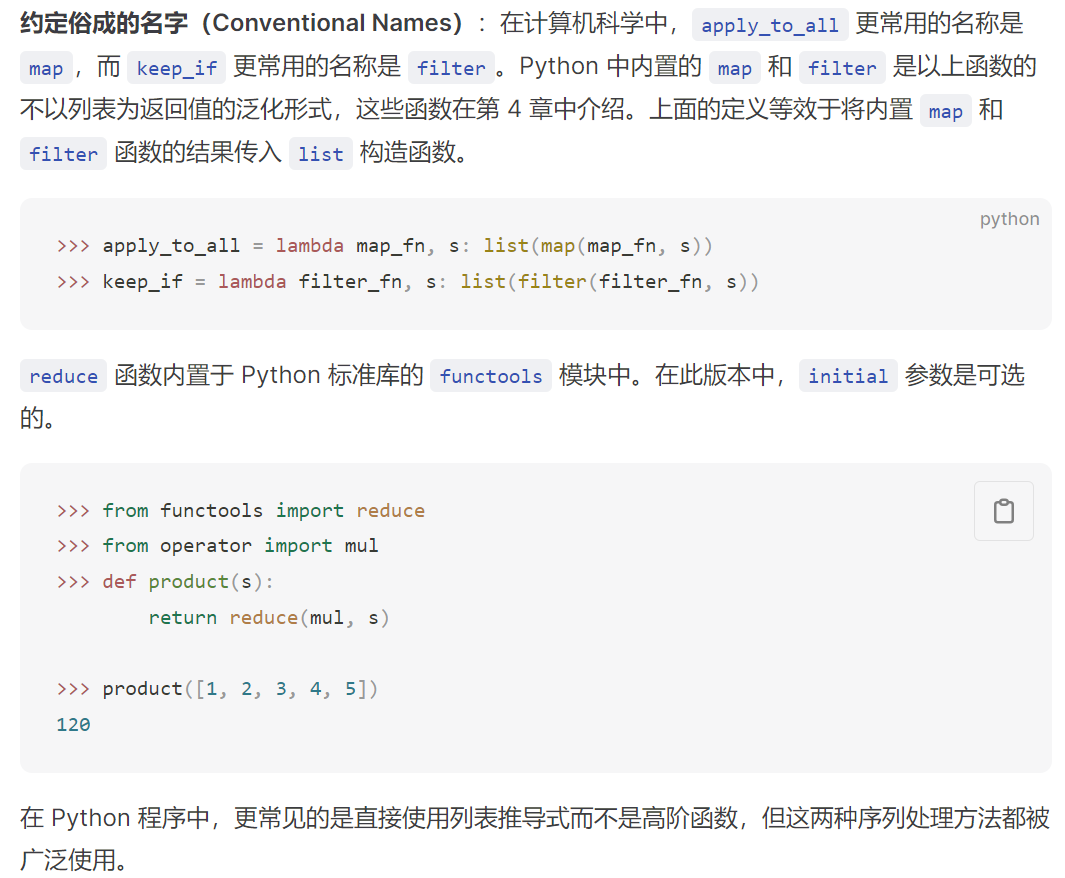 约定俗成的名字（Conventional Names）：在计算机科学中，apply_to_all 更常用的名称是
map，而 keep_if 更常用的名称是 filter。Python 中内置的 map 和 filter 是以上函数的
不以列表为返回值的泛化形式，这些函数在第 4 章中介绍。上面的定义等效于将内置 map 和
filter 函数的结果传入 list 构造函数。
python
>>> apply_to_all = lambda map_fn, s: list(map(map_fn, s))
>>> keep_if = lambda filter_fn, s: list(filter(filter_fn, s))
reduce 函数内置于 Python 标准库的 functools 模块中。在此版本中，initial 参数是可选
的。
>>> from functools import reduce
>>> from operator import mul
>>> def product(s):
        return reduce(mul, s)
>>> product([1, 2, 3, 4, 5])
120
在 Python 程序中，更常见的是直接使用列表推导式而不是高阶函数，但这两种序列处理方法都被
广泛使用。